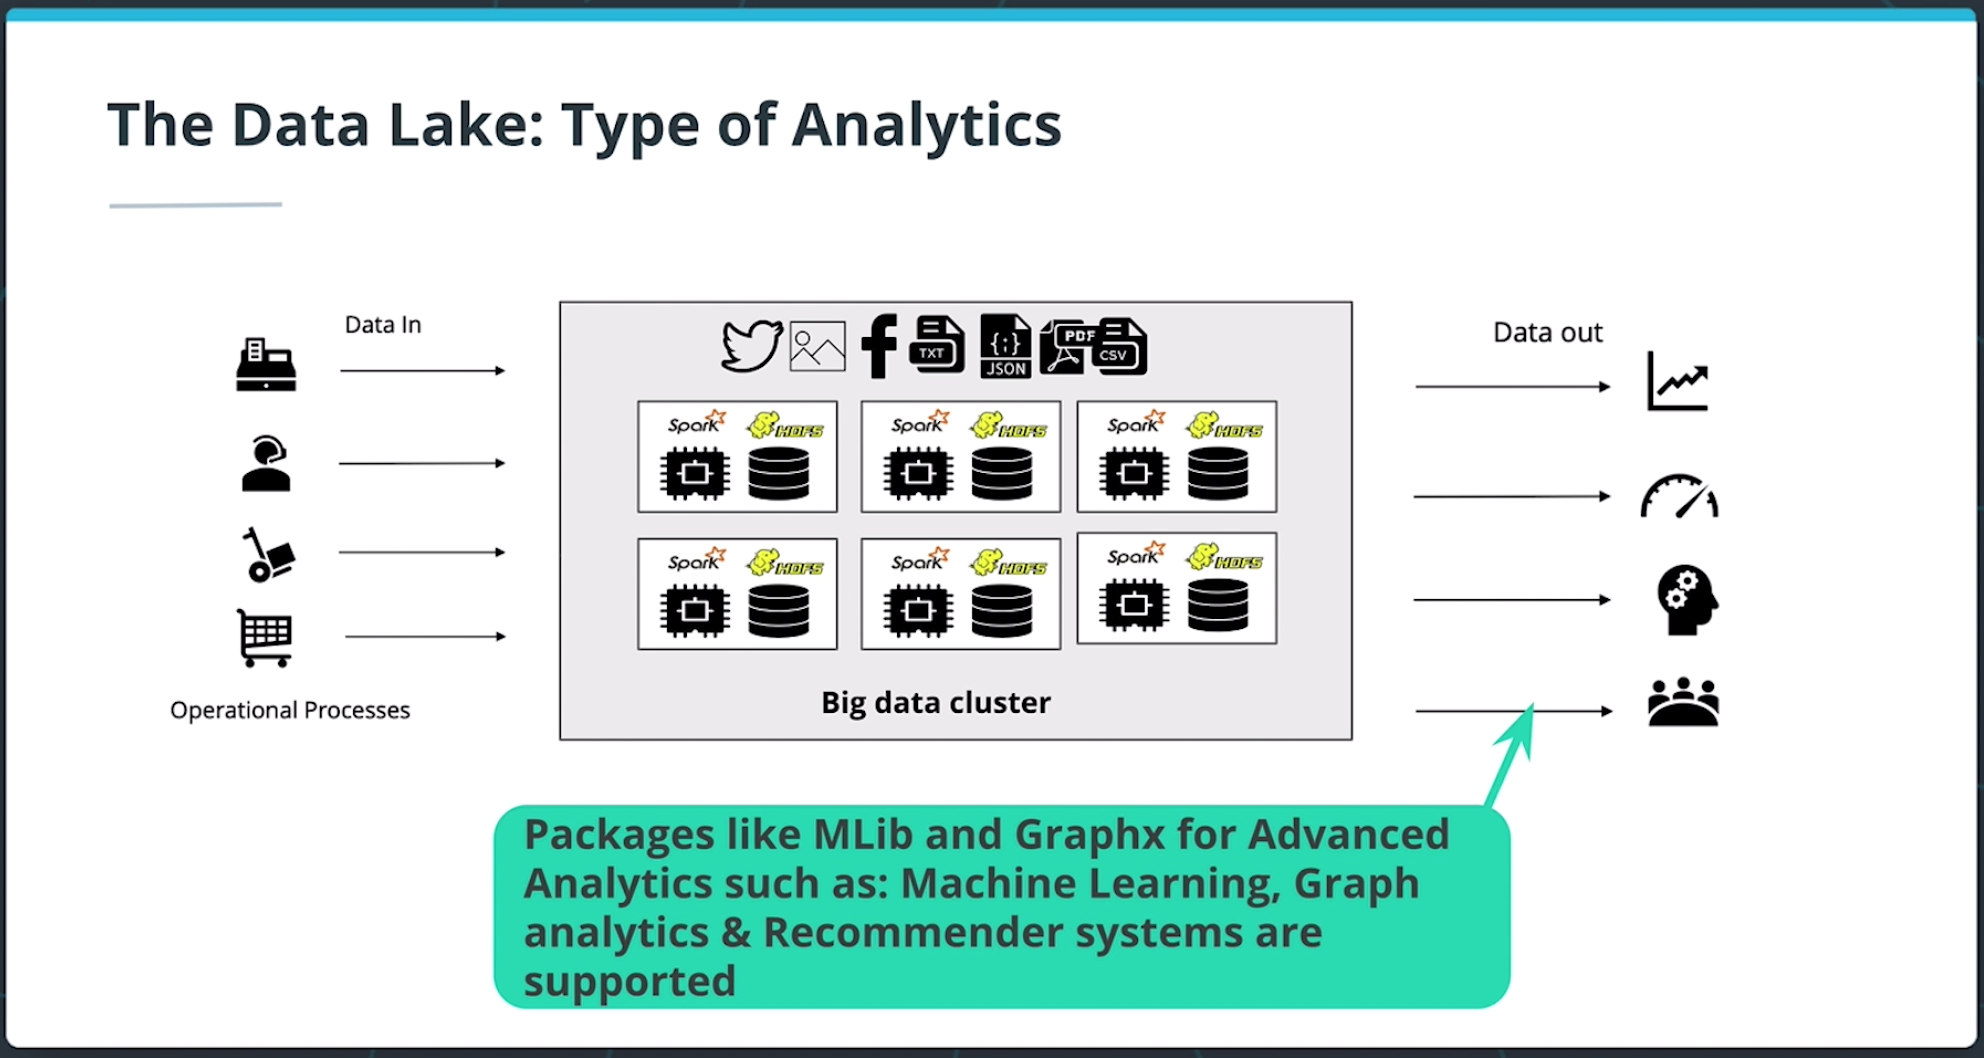 The Data Lake: Type of Analytics
Data In
Data out
TXT
JSON
PDF
CSV
Spark HDFS
Spark HDFS
Spark HDFS
Spark HDFS
Spark HDFS
Spark HDFS
Operational Processes
Big data cluster
Packages like MLib and Graphx for Advanced
Analytics such as: Machine Learning, Graph
analytics & Recommender systems are
supported